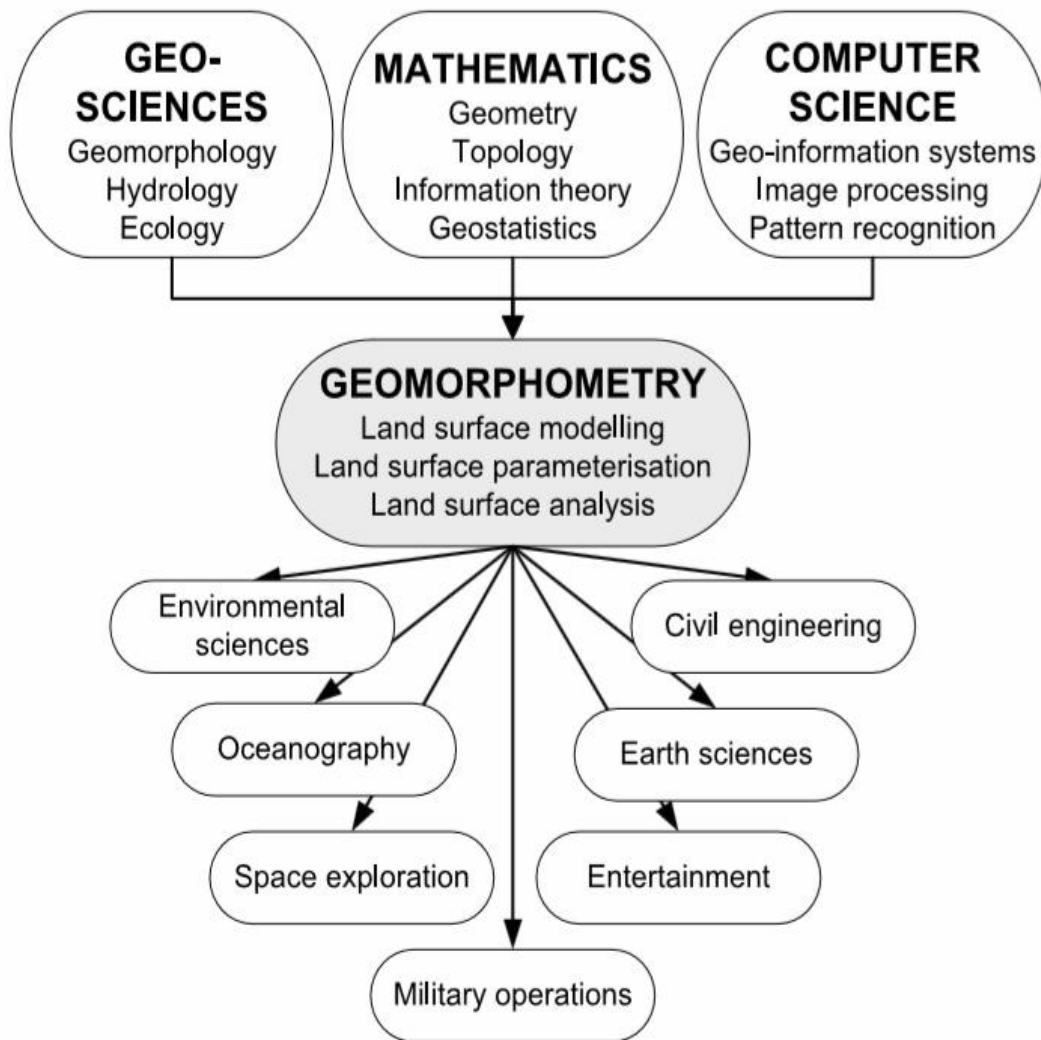 GEO-
SCIENCES
Geomorphology
Hydrology
Ecology
MATHEMATICS
Geometry
Topology
Information theory
Geostatistics
COMPUTER
SCIENCE
Geo-information systems
Image processing
Pattern recognition
GEOMORPHOMETRY
Land surface modelling
Land surface parameterisation
Land surface analysis
Environmental
sciences
Civil engineering
Oceanography
Earth sciences
Space exploration
Entertainment
Military operations